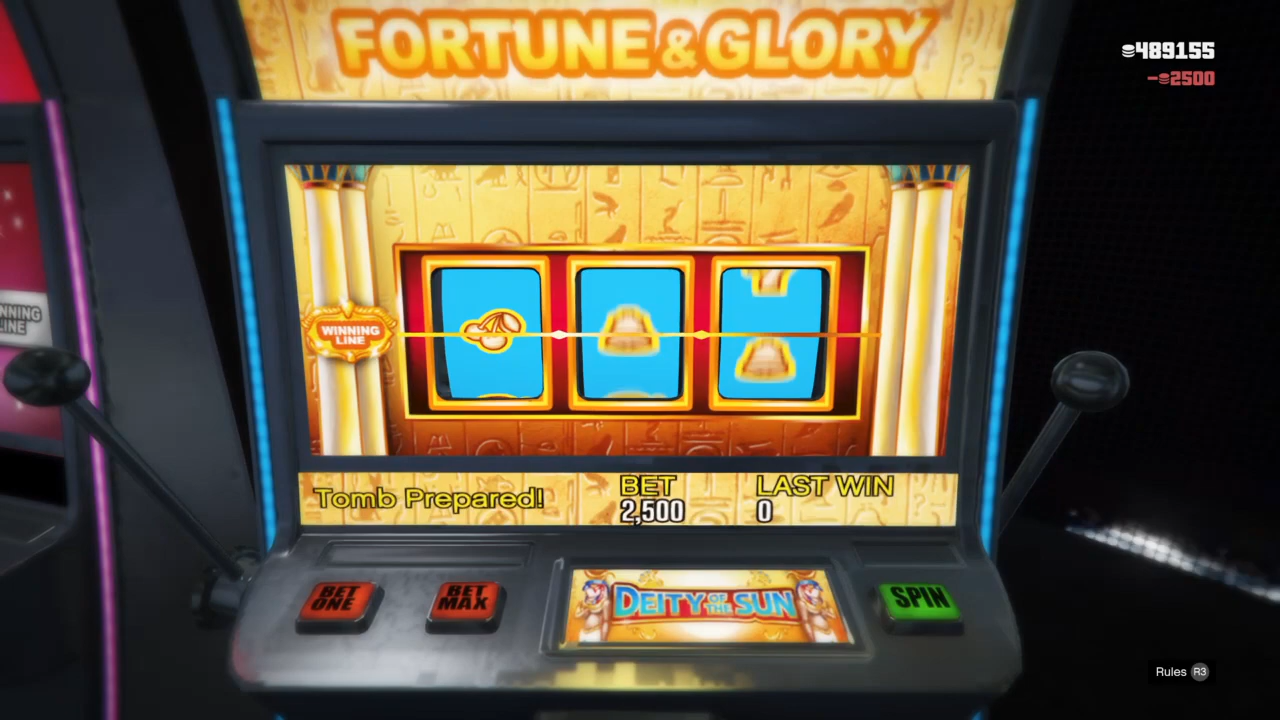 FORTUNE & GLORY
489155
-2500
NNING
LINE
WINNING
LINE
Tomb Prepared!
BET
2,500
LAST WIN
0
BET
ONE
BET
MAX
DEITY OF THE SUN
SPIN
Rules R3